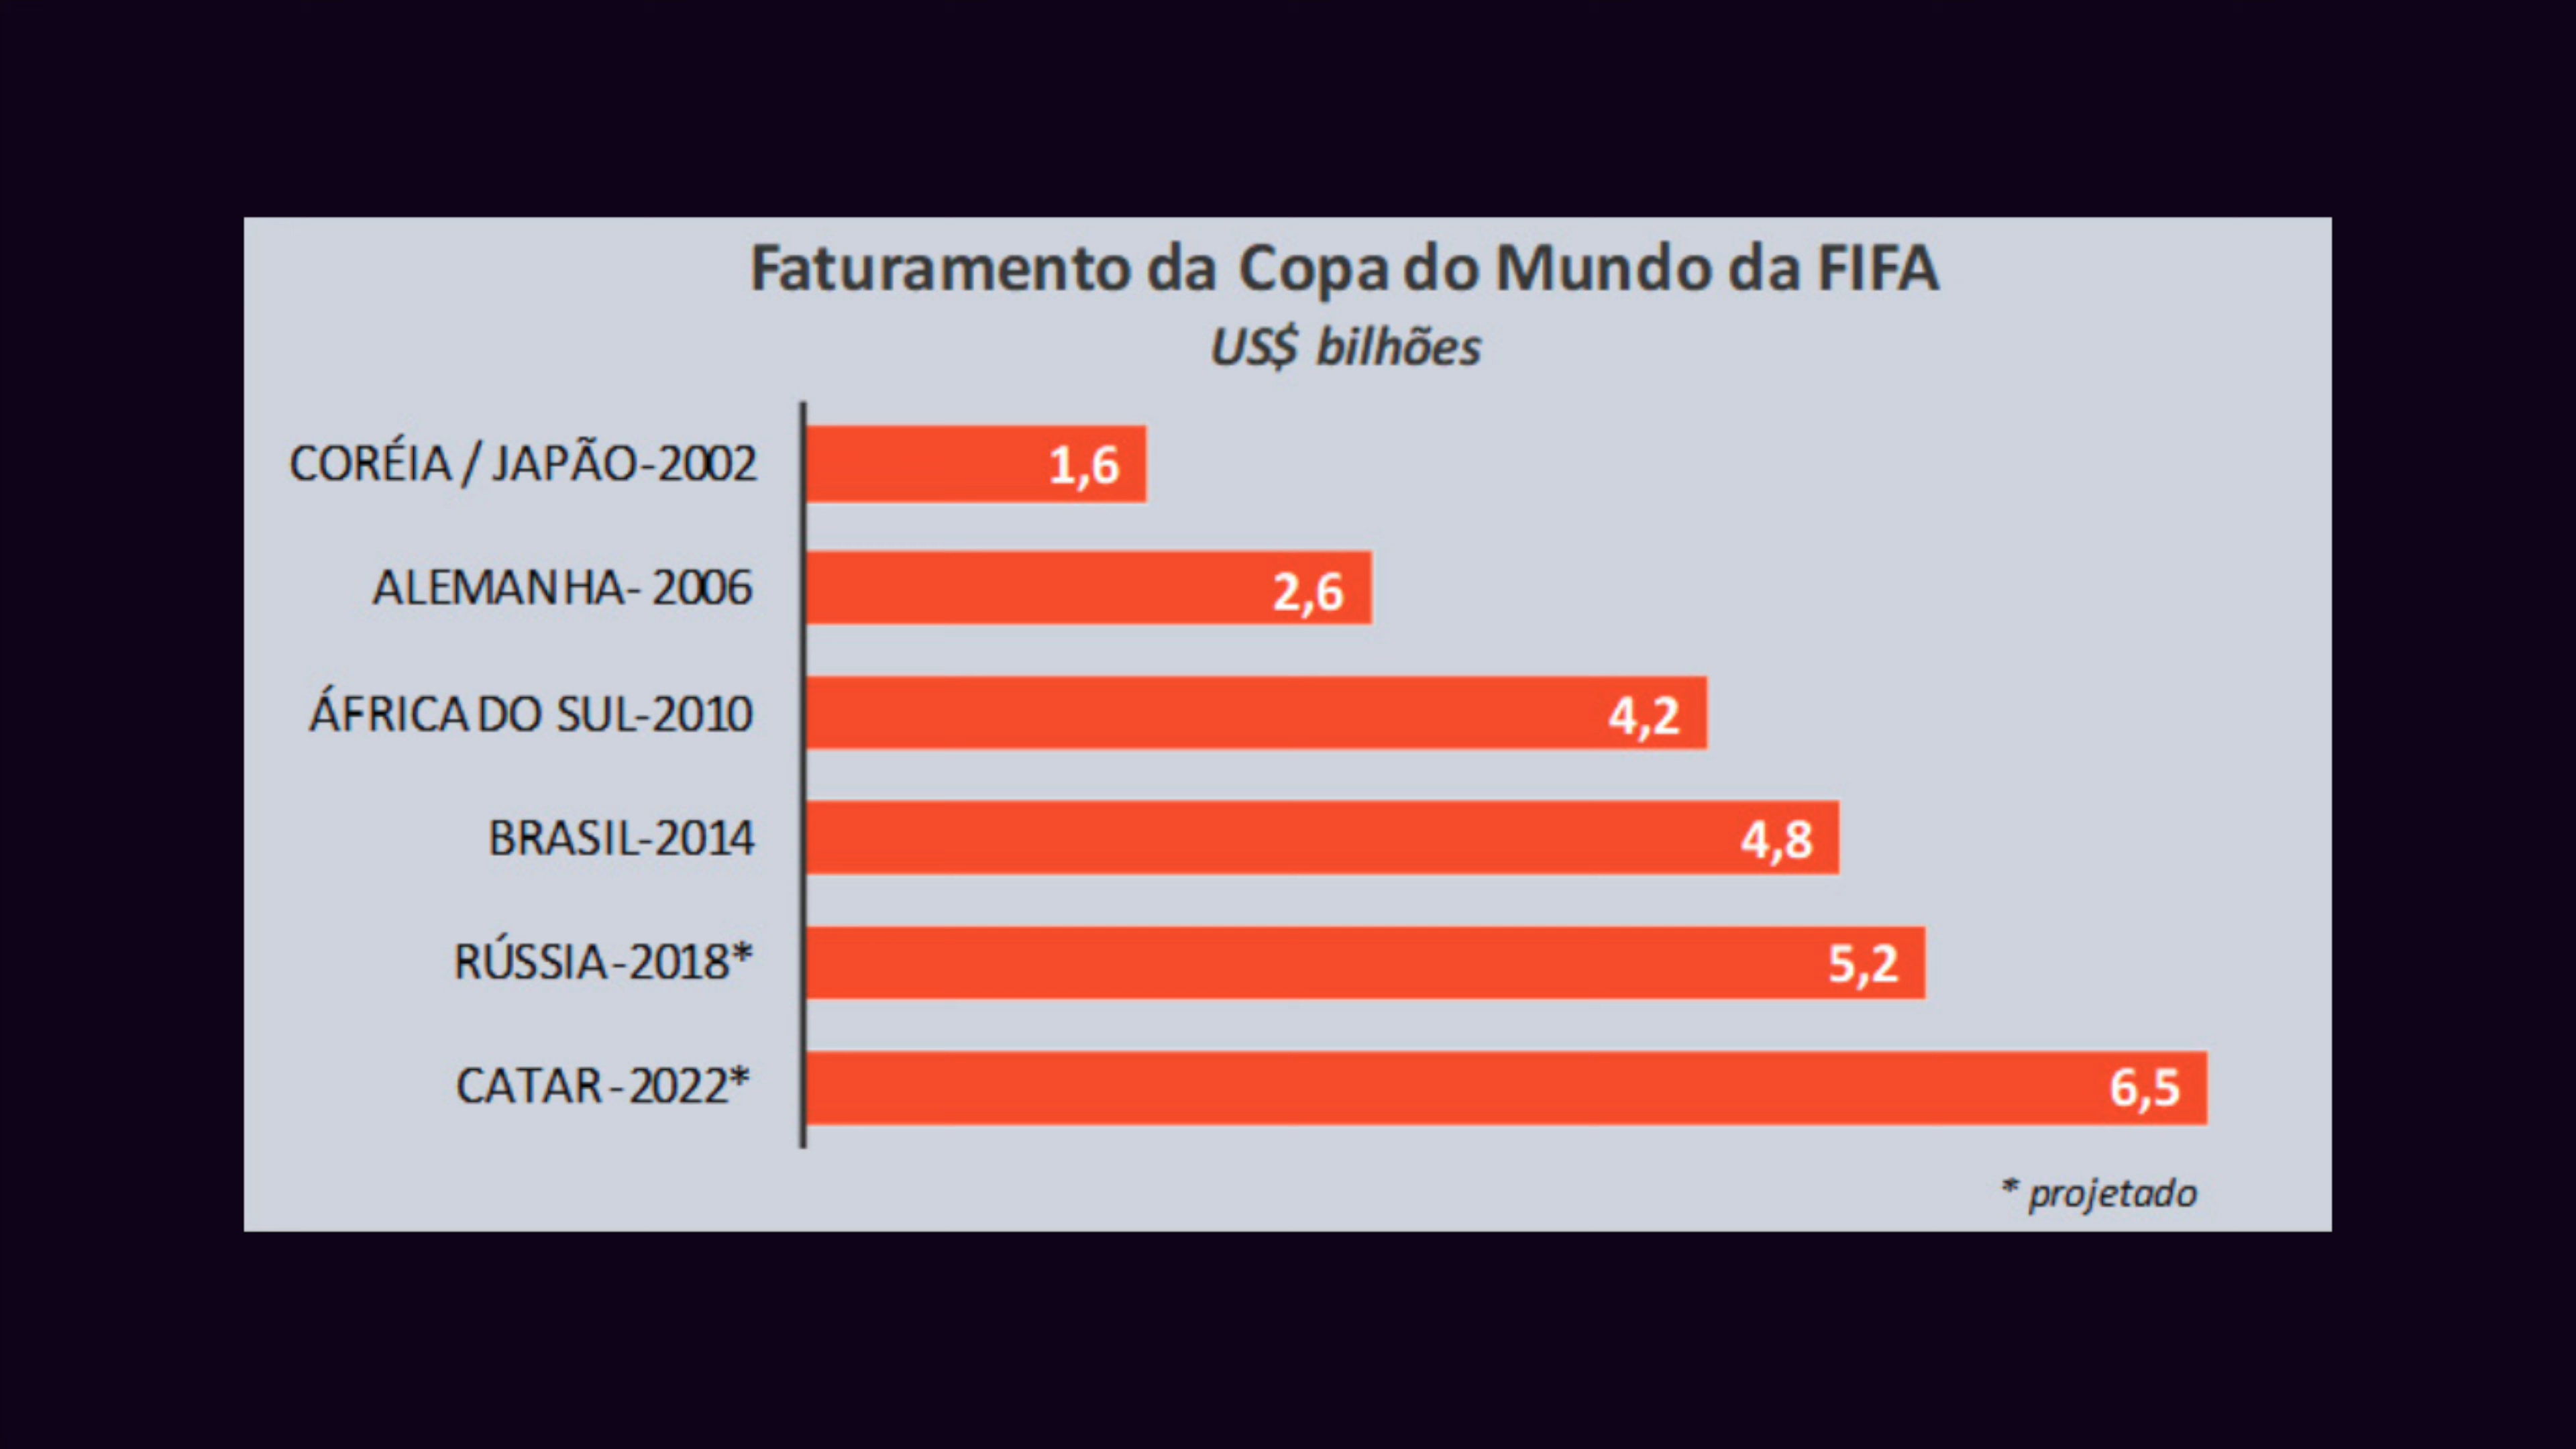 Faturamento da Copa do Mundo da FIFA
US$ bilhões
CORÉIA / JAPÃO-2002 1,6
ALEMANHA- 2006 2,6
ÁFRICA DO SUL-2010 4,2
BRASIL-2014 4,8
RÚSSIA-2018* 5,2
CATAR-2022* 6,5
* projetado